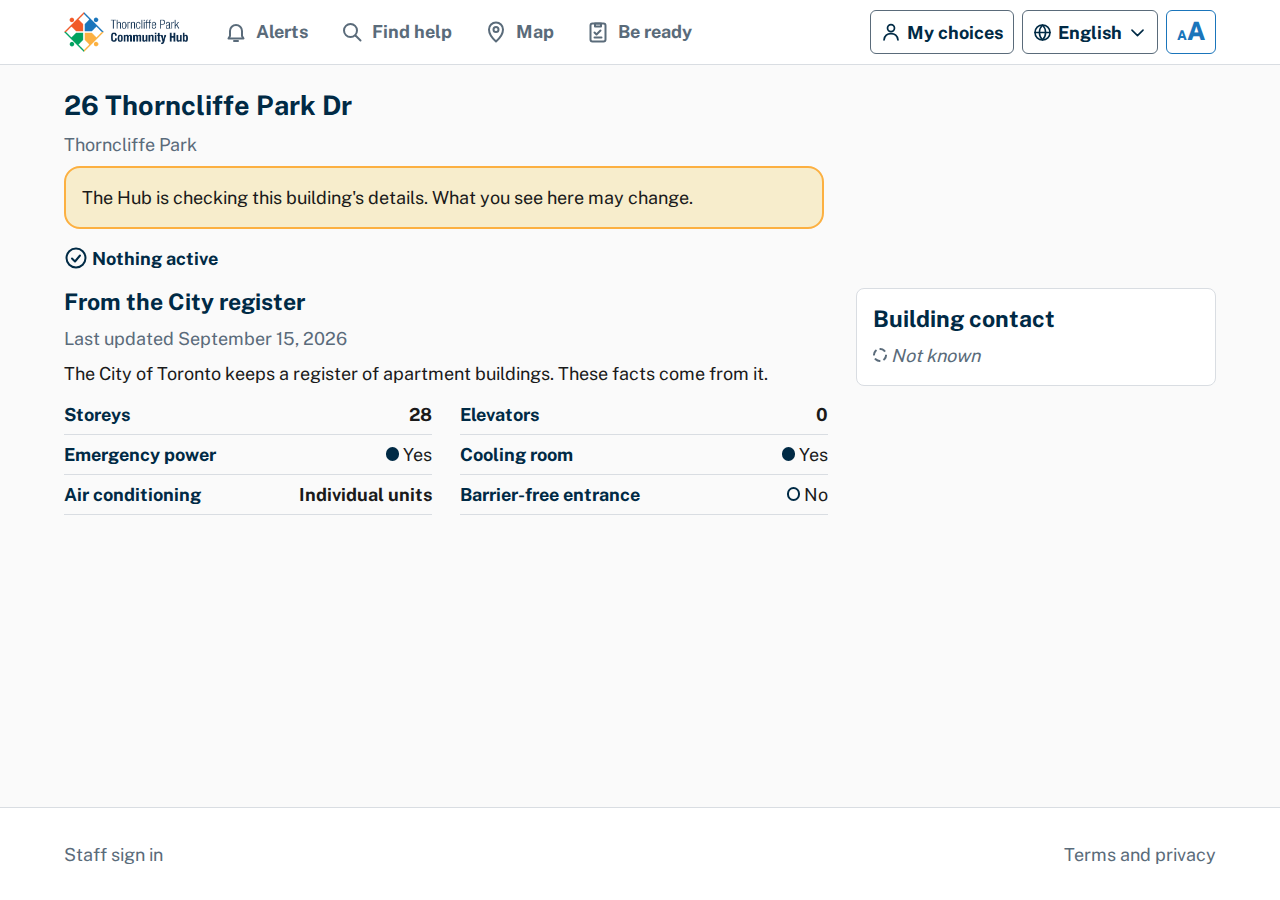 Thorncliffe Park
Community Hub
Alerts
Find help
Map
Be ready
My choices
English
AA
26 Thorncliffe Park Dr
Thorncliffe Park
The Hub is checking this building's details. What you see here may change.
Nothing active
From the City register
Last updated September 15, 2026
The City of Toronto keeps a register of apartment buildings. These facts come from it.
Storeys 28
Elevators 0
Emergency power Yes
Cooling room Yes
Air conditioning Individual units
Barrier-free entrance No
Building contact
Not known
Staff sign in
Terms and privacy